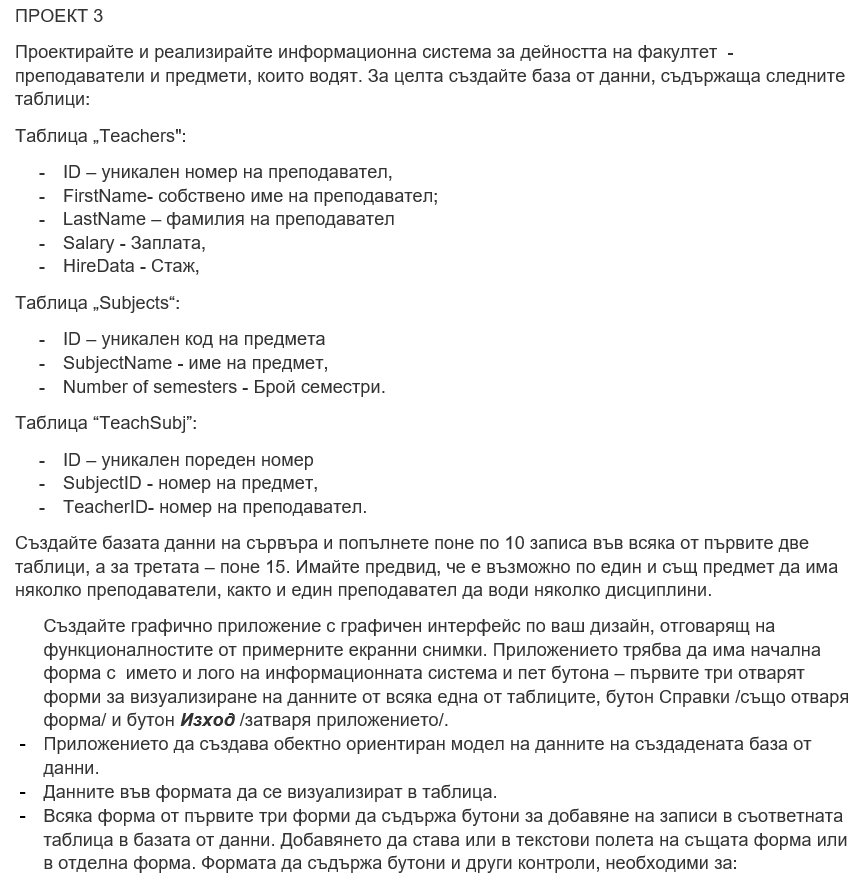 ПРОЕКТ 3
Проектирайте и реализирайте информационна система за дейността на факултет -
преподаватели и предмети, които водят. За целта създайте база от данни, съдържаща следните
таблици:
Таблица „Teachers":
- ID – уникален номер на преподавател,
- FirstName- собствено име на преподавател;
- LastName – фамилия на преподавател
- Salary - Заплата,
- HireData - Стаж,
Таблица „Subjects“:
- ID – уникален код на предмета
- SubjectName - име на предмет,
- Number of semesters - Брой семестри.
Таблица “TeachSubj”:
- ID – уникален пореден номер
- SubjectID - номер на предмет,
- TeacherID- номер на преподавател.
Създайте базата данни на сървъра и попълнете поне по 10 записа във всяка от първите две
таблици, а за третата – поне 15. Имайте предвид, че е възможно по един и същ предмет да има
няколко преподаватели, както и един преподавател да води няколко дисциплини.
Създайте графично приложение с графичен интерфейс по ваш дизайн, отговарящ на
функционалностите от примерните екранни снимки. Приложението трябва да има начална
форма с името и лого на информационната система и пет бутона – първите три отварят
форми за визуализиране на данните от всяка една от таблиците, бутон Справки /също отваря
форма/ и бутон Изход /затваря приложението/.
- Приложението да създава обектно ориентиран модел на данните на създадената база от
данни.
- Данните във формата да се визуализират в таблица.
- Всяка форма от първите три форми да съдържа бутони за добавяне на записи в съответната
таблица в базата от данни. Добавянето да става или в текстови полета на същата форма или
в отделна форма. Формата да съдържа бутони и други контроли, необходими за: